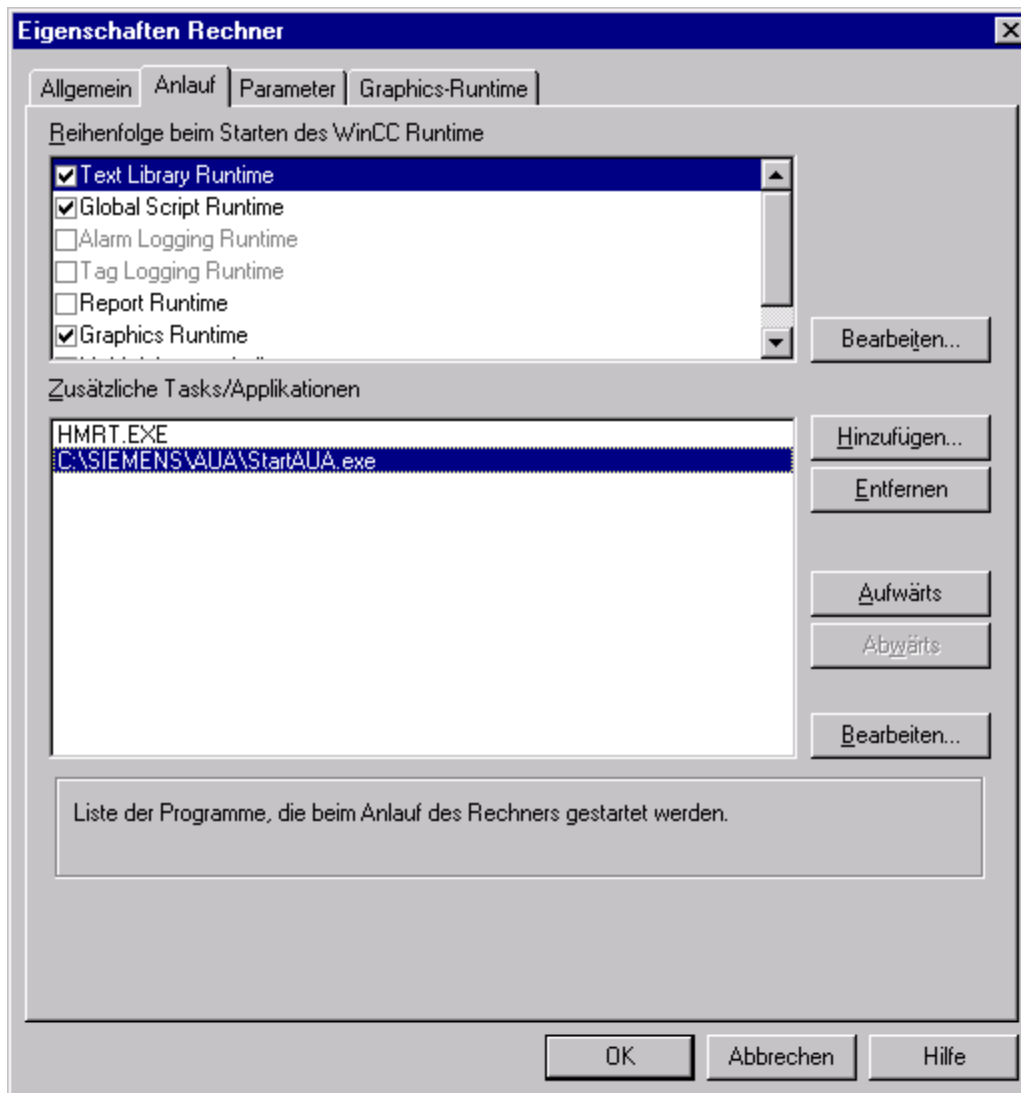 Eigenschaften Rechner
Allgemein Anlauf Parameter Graphics-Runtime
Reihenfolge beim Starten des WinCC Runtime
Text Library Runtime
Global Script Runtime
Alarm Logging Runtime
Tag Logging Runtime
Report Runtime
Graphics Runtime
Bearbeiten...
Zusätzliche Tasks/Applikationen
HMRT.EXE
C:\SIEMENS\AUA\StartAUA.exe
Hinzufügen...
Entfernen
Aufwärts
Abwärts
Bearbeiten...
Liste der Programme, die beim Anlauf des Rechners gestartet werden.
OK Abbrechen Hilfe